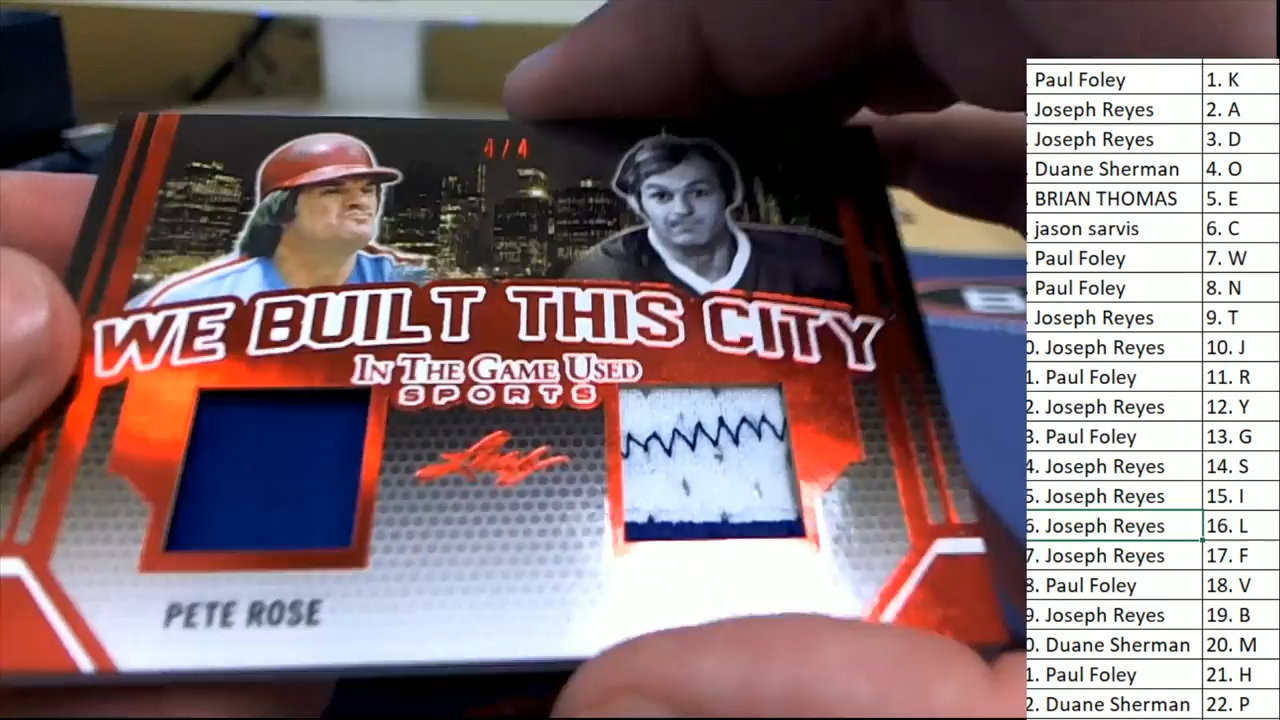 4/4
WE BUILT THIS CITY
IN THE GAME USED
SPORTS
Leaf
PETE ROSE
. Paul Foley 1. K
. Joseph Reyes 2. A
. Joseph Reyes 3. D
. Duane Sherman 4. O
. BRIAN THOMAS 5. E
. jason sarvis 6. C
. Paul Foley 7. W
. Paul Foley 8. N
. Joseph Reyes 9. T
0. Joseph Reyes 10. J
1. Paul Foley 11. R
2. Joseph Reyes 12. Y
3. Paul Foley 13. G
4. Joseph Reyes 14. S
5. Joseph Reyes 15. I
6. Joseph Reyes 16. L
7. Joseph Reyes 17. F
8. Paul Foley 18. V
9. Joseph Reyes 19. B
0. Duane Sherman 20. M
1. Paul Foley 21. H
2. Duane Sherman 22. P